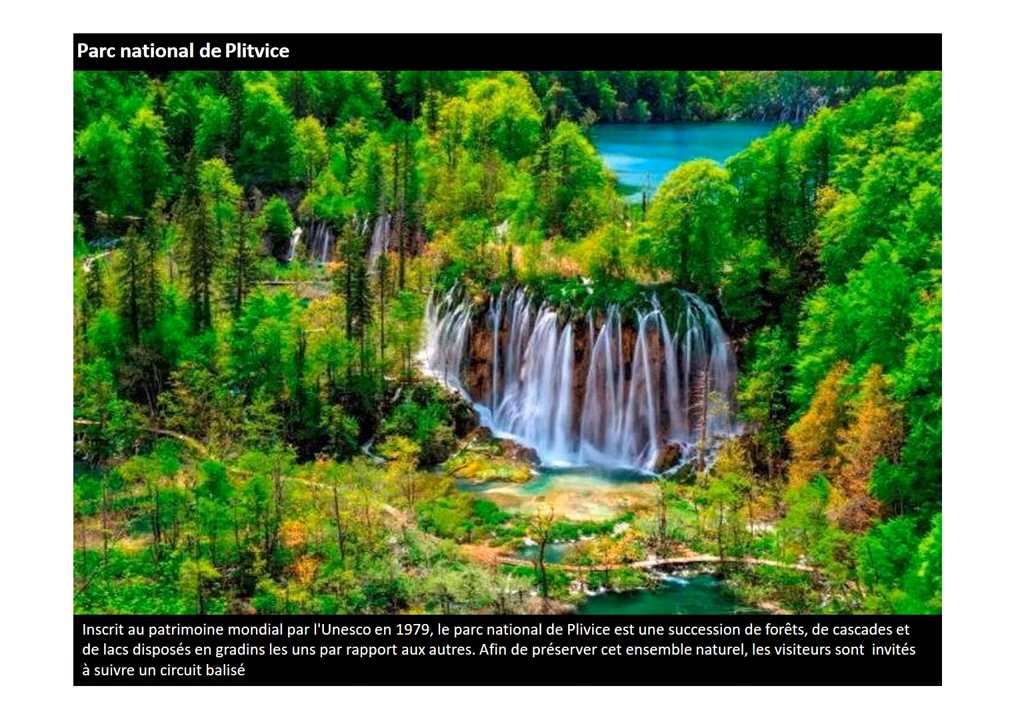 Parc national de Plitvice
Inscrit au patrimoine mondial par l'Unesco en 1979, le parc national de Plivice est une succession de forêts, de cascades et
de lacs disposés en gradins les uns par rapport aux autres. Afin de préserver cet ensemble naturel, les visiteurs sont  invités
à suivre un circuit balisé